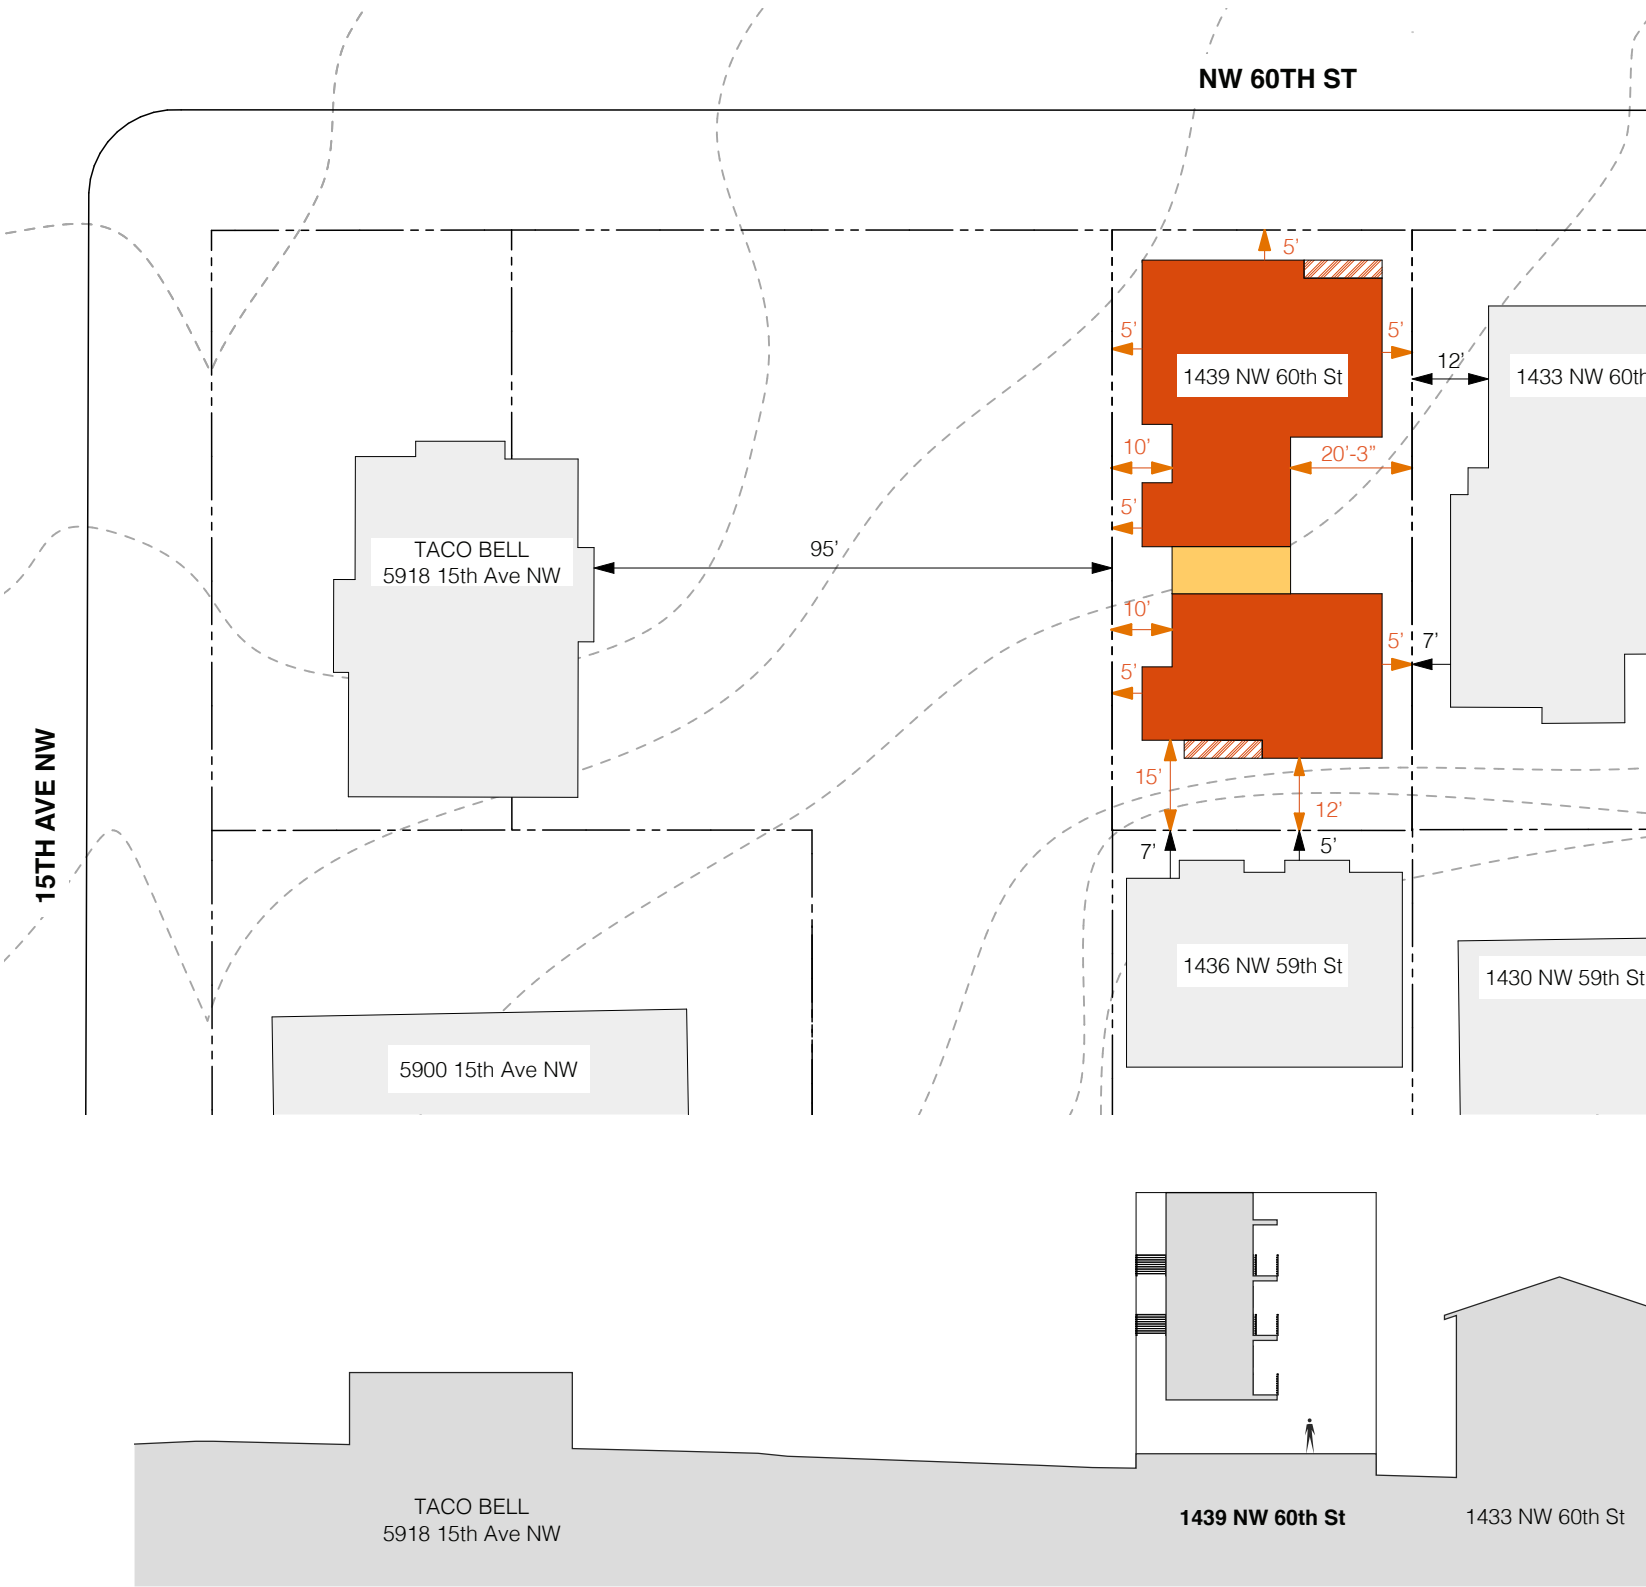 NW 60TH ST
5’
5’
5’
12’
1439 NW 60th St
1433 NW 60th
10’
20’-3”
5’
TACO BELL
5918 15th Ave NW
95’
10’
5’
7’
5’
15’
12’
15TH AVE NW
7’
5’
1436 NW 59th St
1430 NW 59th St
5900 15th Ave NW
TACO BELL
5918 15th Ave NW
1439 NW 60th St
1433 NW 60th St